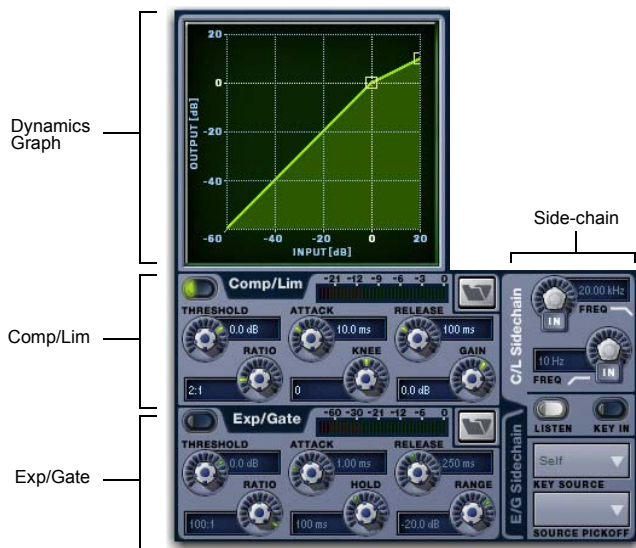 Dynamics
Graph
OUTPUT [dB]
20
0
-20
-40
-60 -40 -20 0 20
INPUT [dB]
Side-chain
Comp/Lim
Comp/Lim
-21 -12 -9 -6 -3 0
THRESHOLD ATTACK RELEASE
0.0 dB 10.0 ms 100 ms
RATIO KNEE GAIN
2:1 0 0.0 dB
C/L Sidechain
20.00 kHz
FREQ
IN
10 Hz
FREQ
IN
LISTEN KEY IN
Exp/Gate
Exp/Gate
-60 -30 -21 -12 -6 0
THRESHOLD ATTACK RELEASE
0.0 dB 1.00 ms 250 ms
RATIO HOLD RANGE
100:1 100 ms -20.0 dB
E/G Sidechain
Self
KEY SOURCE
SOURCE PICKOFF